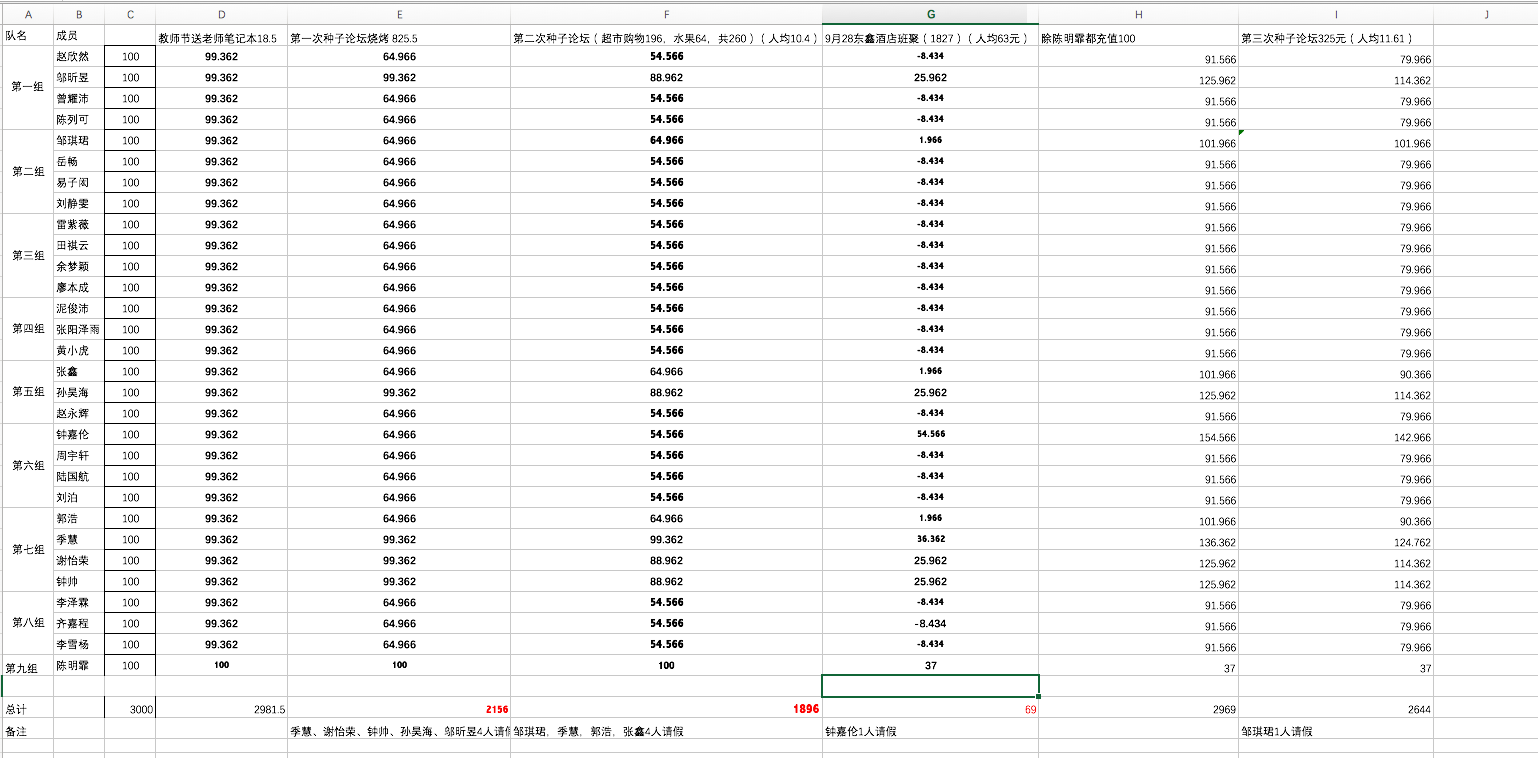 A B C D E F G H I J
队名 成员 教师节送老师笔记本18.5 第一次种子论坛烧烤 825.5 第二次种子论坛（超市购物196，水果64，共260）（人均10.4） 9月28东鑫酒店班聚（1827）（人均63元） 除陈明霏都充值100 第三次种子论坛325元（人均11.61）
第一组 赵欣然 100 99.362 64.966 54.566 -8.434 91.566 79.966
邬昕昱 100 99.362 99.362 88.962 25.962 125.962 114.362
曾耀沛 100 99.362 64.966 54.566 -8.434 91.566 79.966
陈列可 100 99.362 64.966 54.566 -8.434 91.566 79.966
第二组 邹琪珺 100 99.362 64.966 64.966 1.966 101.966 101.966
岳畅 100 99.362 64.966 54.566 -8.434 91.566 79.966
易子闳 100 99.362 64.966 54.566 -8.434 91.566 79.966
刘静雯 100 99.362 64.966 54.566 -8.434 91.566 79.966
第三组 雷紫薇 100 99.362 64.966 54.566 -8.434 91.566 79.966
田祺云 100 99.362 64.966 54.566 -8.434 91.566 79.966
余梦颖 100 99.362 64.966 54.566 -8.434 91.566 79.966
廖本成 100 99.362 64.966 54.566 -8.434 91.566 79.966
第四组 泥俊沛 100 99.362 64.966 54.566 -8.434 91.566 79.966
张阳泽雨 100 99.362 64.966 54.566 -8.434 91.566 79.966
黄小虎 100 99.362 64.966 54.566 -8.434 91.566 79.966
第五组 张鑫 100 99.362 64.966 64.966 1.966 101.966 90.366
孙昊海 100 99.362 99.362 88.962 25.962 125.962 114.362
赵永辉 100 99.362 64.966 54.566 -8.434 91.566 79.966
第六组 钟嘉伦 100 99.362 64.966 54.566 54.566 154.566 142.966
周宇轩 100 99.362 64.966 54.566 -8.434 91.566 79.966
陆国航 100 99.362 64.966 54.566 -8.434 91.566 79.966
刘泊 100 99.362 64.966 54.566 -8.434 91.566 79.966
第七组 郭浩 100 99.362 64.966 64.966 1.966 101.966 90.366
季慧 100 99.362 99.362 99.362 36.362 136.362 124.762
谢怡荣 100 99.362 99.362 88.962 25.962 125.962 114.362
钟帅 100 99.362 99.362 88.962 25.962 125.962 114.362
第八组 李泽霖 100 99.362 64.966 54.566 -8.434 91.566 79.966
齐嘉程 100 99.362 64.966 54.566 -8.434 91.566 79.966
李雪杨 100 99.362 64.966 54.566 -8.434 91.566 79.966
第九组 陈明霏 100 100 100 100 37 37 37
总计 3000 2981.5 2156 1896 69 2969 2644
备注 季慧、谢怡荣、钟帅、孙昊海、邬昕昱4人请 邹琪珺，季慧，郭浩，张鑫4人请假 钟嘉伦1人请假 邹琪珺1人请假